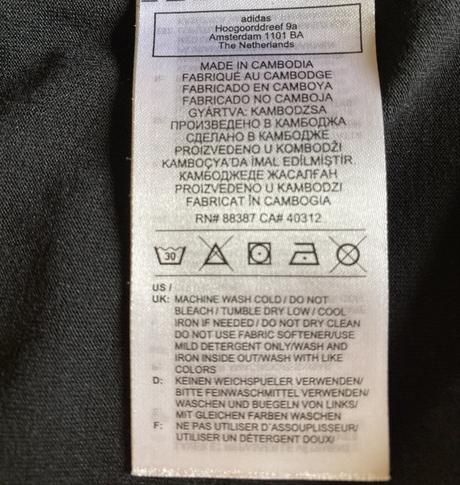 adidas
Hoogoorddreef 9a
Amsterdam 1101 BA
The Netherlands
MADE IN CAMBODIA
FABRIQUÉ AU CAMBODGE
FABRICADO EN CAMBOYA
FABRICADO NO CAMBOJA
GYÁRTVA: KAMBODZSA
ПРОИЗВЕДЕНО В КАМБОДЖА
СДЕЛАНО В КАМБОДЖЕ
PROIZVEDENO U KOMBODŽI
KAMBOÇYA'DA İMAL EDİLMİŞTİR
КАМБОДЖЕДЕ ЖАСАЛҒАН
PROIZVEDENO U KAMBODZI
FABRICAT ÎN CAMBOGIA
RN# 88387 CA# 40312
30
US /
UK: MACHINE WASH COLD / DO NOT
BLEACH / TUMBLE DRY LOW / COOL
IRON IF NEEDED / DO NOT DRY CLEAN
DO NOT USE FABRIC SOFTENER/USE
MILD DETERGENT ONLY/WASH AND
IRON INSIDE OUT/WASH WITH LIKE
COLORS
D: KEINEN WEICHSPUELER VERWENDEN/
BITTE FEINWASCHMITTEL VERWENDEN/
WASCHEN UND BUEGELN VON LINKS/
MIT GLEICHEN FARBEN WASCHEN
F: NE PAS UTILISER D'ASSOUPLISSEUR/
UTILISER UN DÉTERGENT DOUX/